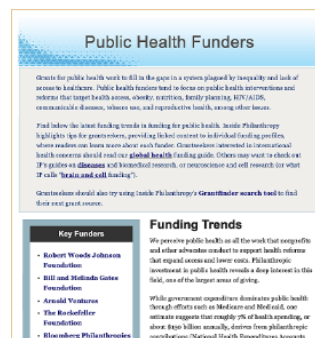 Public Health Funders
Grants for public health work to fill in the gaps in a system plagued by inequality and lack of
access to healthcare. Public health funders tend to focus on public health interventions and
reforms that target health access, obesity, nutrition, family planning, HIV/AIDS,
communicable diseases, tobacco use, and reproductive health, among other issues.
Find below the latest funding trends in funding for public health. Inside Philanthropy
highlights tips for grantseekers, providing linked content to individual funding profiles,
where readers can learn more about each funder. Grantseekers interested in international
health concerns should read our global health funding guide. Others may want to check out
IP's guides on diseases and biomedical research, or neuroscience and cell research (or what
IP calls "brain and cell funding").
Grantseekers should also try using Inside Philanthropy's Grantfinder search tool to find
their next grant source.
Key Funders
• Robert Woods Johnson
Foundation
• Bill and Melinda Gates
Foundation
• Arnold Ventures
• The Rockefeller
Foundation
• Bloomberg Philanthropies
Funding Trends
We perceive public health as all the work that nonprofits
and other advocates conduct to support health reforms
that expand access and lower costs. Philanthropic
investment in public health reveals a deep interest in this
field, one of the largest areas of giving.
While government expenditure dominates public health
through efforts such as Medicare and Medicaid, one
estimate suggests that roughly 7% of health spending, or
about $250 billion annually, derives from philanthropic
contributions (National Health Expenditures Accounts